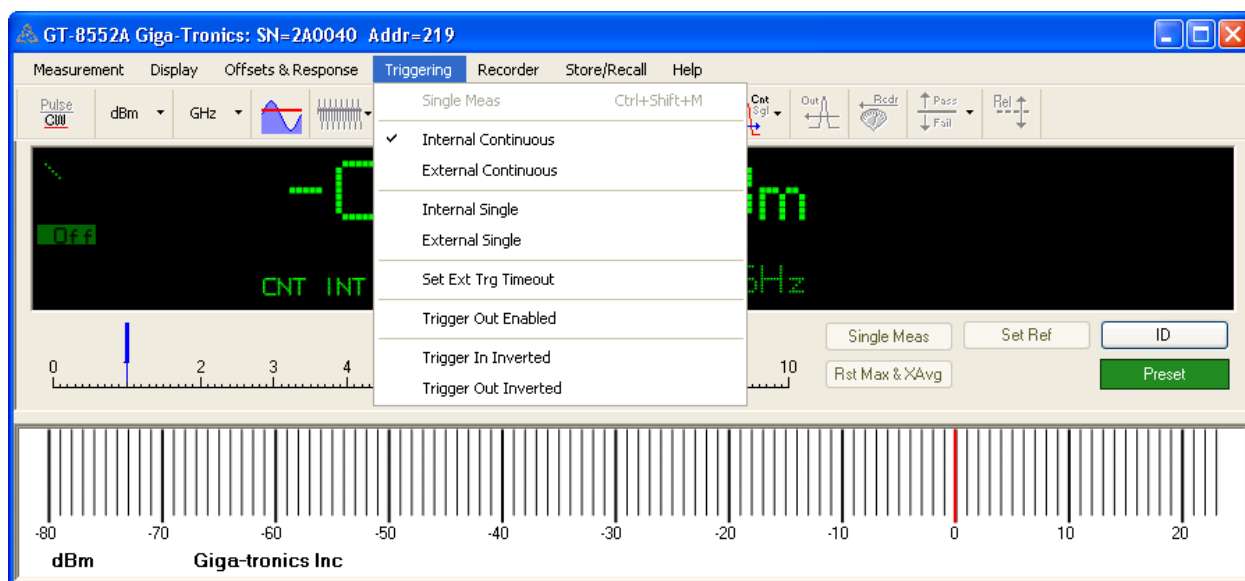 GT-8552A Giga-Tronics: SN=2A0040 Addr=219
Measurement Display Offsets & Response Triggering Recorder Store/Recall Help
Pulse
CW
dBm
GHz
Cnt
Sgl
Out
Rcdr
Pass
Fail
Rel
Single Meas Ctrl+Shift+M
Internal Continuous
External Continuous
Internal Single
External Single
Set Ext Trg Timeout
Trigger Out Enabled
Trigger In Inverted
Trigger Out Inverted
Off
CNT INT
0 2 3 4 10
Single Meas Set Ref ID
Rst Max & XAvg Preset
-80 -70 -60 -50 -40 -30 -20 -10 0 10 20
dBm Giga-tronics Inc